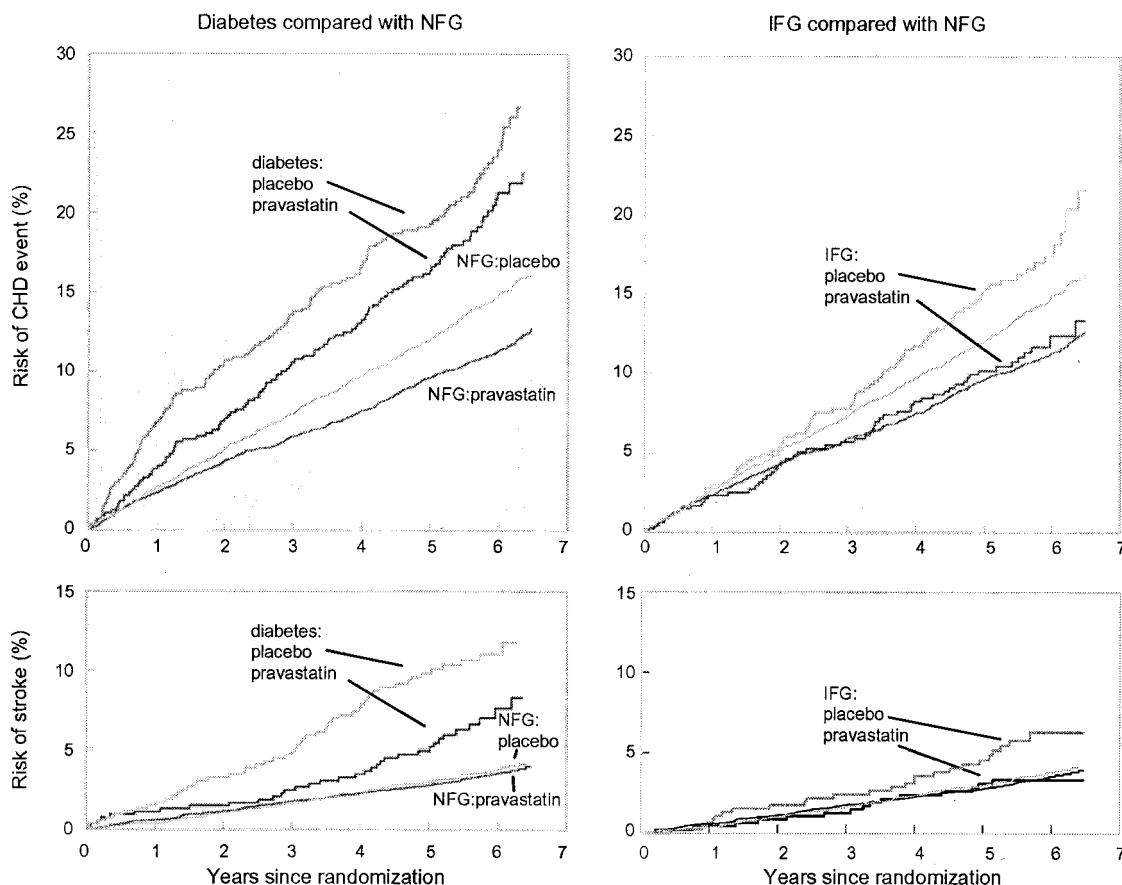 Diabetes compared with NFG
30
25
20
15
10
5
0
Risk of CHD event (%)
diabetes:
placebo
pravastatin
NFG:placebo
NFG:pravastatin
0 1 2 3 4 5 6 7
IFG compared with NFG
30
25
20
15
10
5
0
IFG:
placebo
pravastatin
0 1 2 3 4 5 6 7
15
10
5
0
Risk of stroke (%)
diabetes:
placebo
pravastatin
NFG:
placebo
NFG:pravastatin
0 1 2 3 4 5 6 7
Years since randomization
15
10
5
0
IFG:
placebo
pravastatin
0 1 2 3 4 5 6 7
Years since randomization